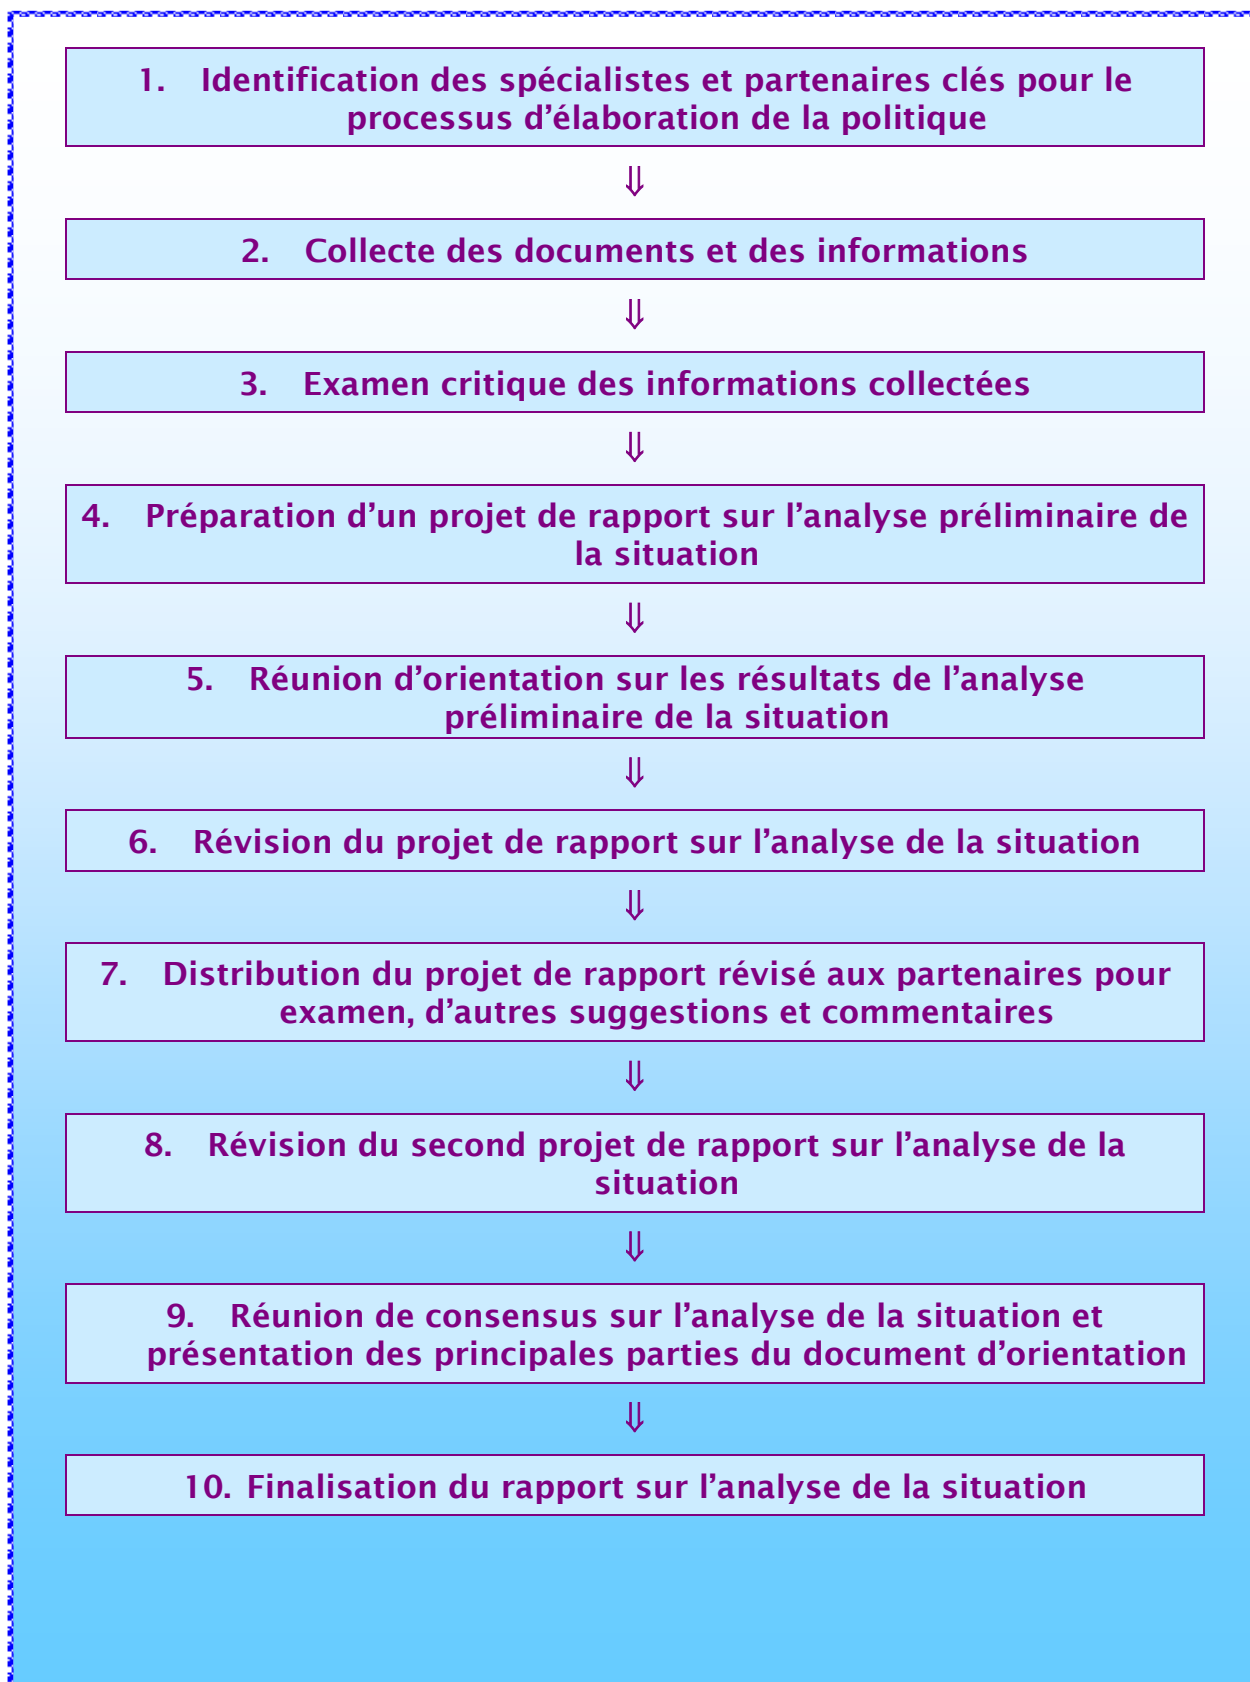 1. Identification des spécialistes et partenaires clés pour le
processus d’élaboration de la politique
⇓
2. Collecte des documents et des informations
⇓
3. Examen critique des informations collectées
⇓
4. Préparation d’un projet de rapport sur l’analyse préliminaire de
la situation
⇓
5. Réunion d’orientation sur les résultats de l’analyse
préliminaire de la situation
⇓
6. Révision du projet de rapport sur l’analyse de la situation
⇓
7. Distribution du projet de rapport révisé aux partenaires pour
examen, d’autres suggestions et commentaires
⇓
8. Révision du second projet de rapport sur l’analyse de la
situation
⇓
9. Réunion de consensus sur l’analyse de la situation et
présentation des principales parties du document d’orientation
⇓
10. Finalisation du rapport sur l’analyse de la situation